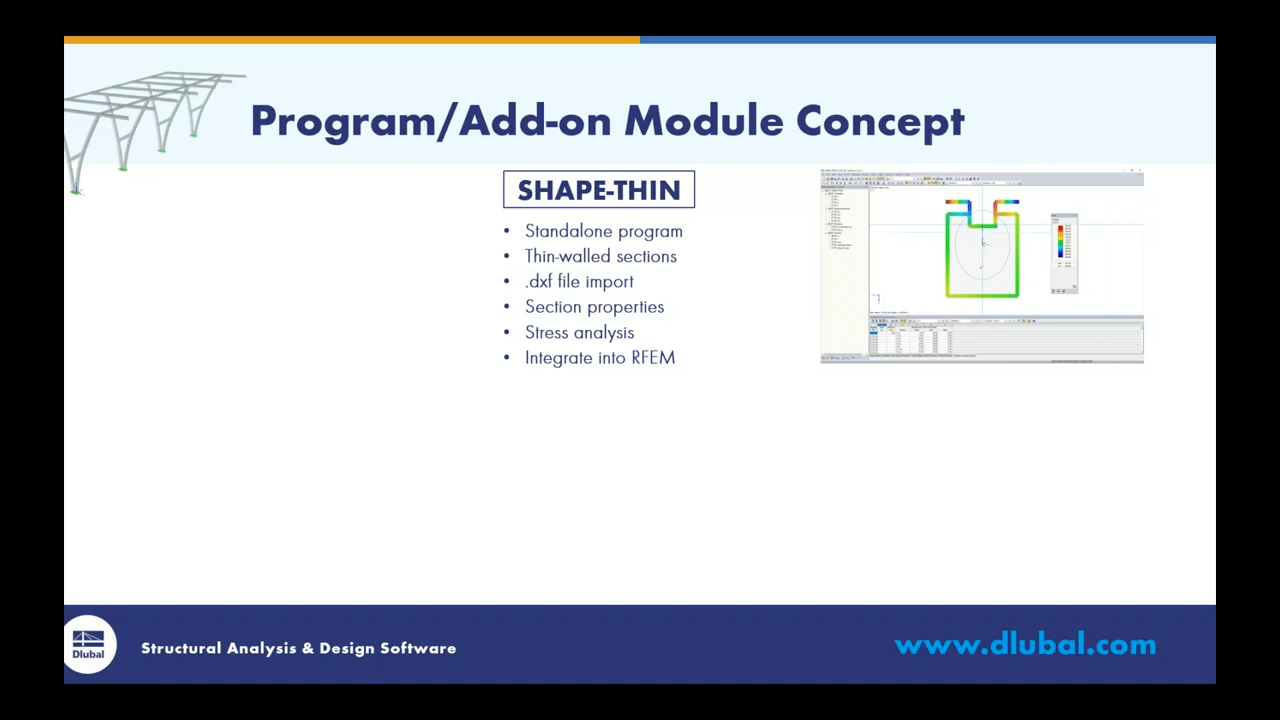 Program/Add-on Module Concept
SHAPE-THIN
• Standalone program
• Thin-walled sections
• .dxf file import
• Section properties
• Stress analysis
• Integrate into RFEM
Dlubal
Structural Analysis & Design Software
www.dlubal.com